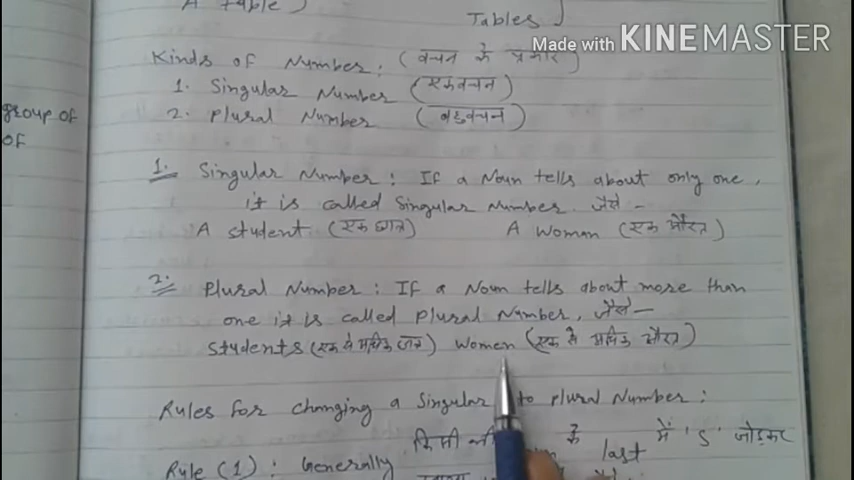 A table
Tables
Made with KINEMASTER
Kinds of Number: (वचन के प्रकार)
1. Singular Number (एकवचन)
2. Plural Number (बहुवचन)
group of
of
1. Singular Number: If a Noun tells about only one,
it is called Singular Number जैसे -
A student (एक छात्र) A woman (एक औरत)
2. Plural Number: If a Noun tells about more than
one it is called Plural Number, जैसे -
Students (एक से अधिक छात्र) Women (एक से अधिक औरत)
Rules for changing a Singular to Plural Number:
Rule (1): Generally किसी के last में 'S' जोड़कर